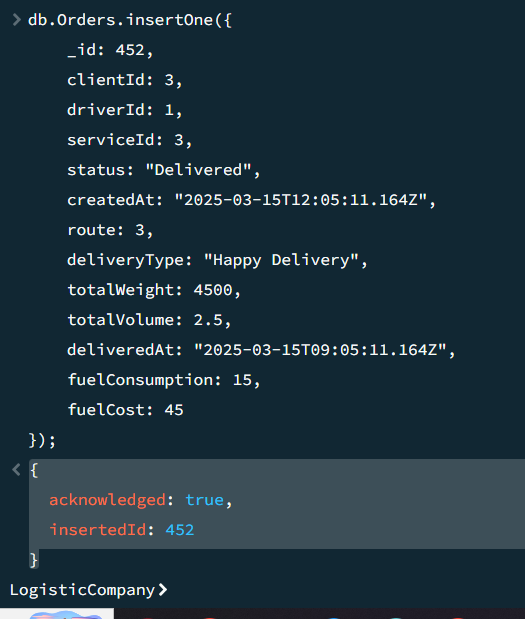 db.Orders.insertOne({
_id: 452,
clientId: 3,
driverId: 1,
serviceId: 3,
status: "Delivered",
createdAt: "2025-03-15T12:05:11.164Z",
route: 3,
deliveryType: "Happy Delivery",
totalWeight: 4500,
totalVolume: 2.5,
deliveredAt: "2025-03-15T09:05:11.164Z",
fuelConsumption: 15,
fuelCost: 45
});
{
acknowledged: true,
insertedId: 452
}
LogisticCompany>